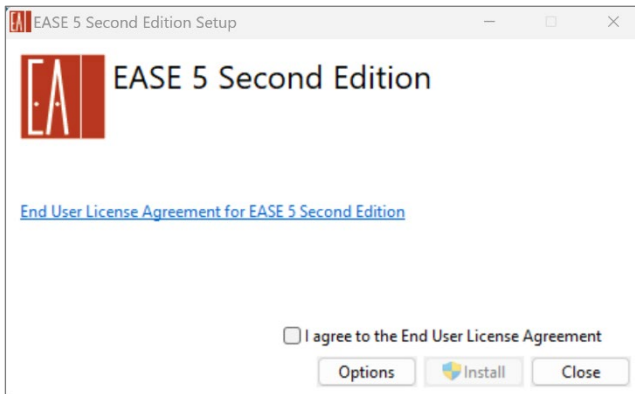 EASE 5 Second Edition Setup
EASE 5 Second Edition
End User License Agreement for EASE 5 Second Edition
I agree to the End User License Agreement
Options
Install
Close